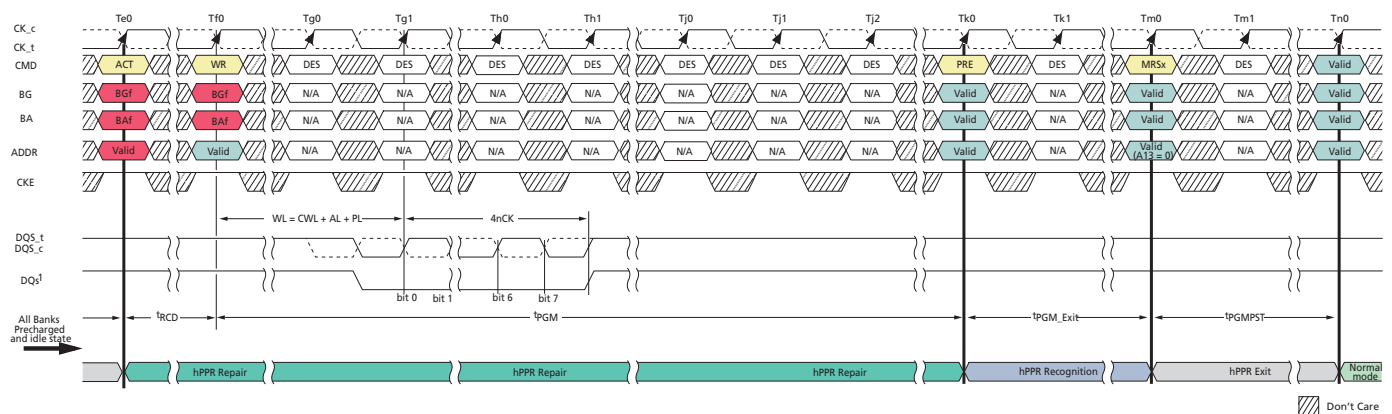 Te0 Tf0 Tg0 Tg1 Th0 Th1 Tj0 Tj1 Tj2 Tk0 Tk1 Tm0 Tm1 Tn0
CK_c
CK_t
CMD ACT WR DES DES DES DES DES DES DES PRE DES MRSx DES Valid
BG BGf BGf N/A N/A N/A N/A N/A N/A N/A Valid N/A Valid N/A Valid
BA BAf BAf N/A N/A N/A N/A N/A N/A N/A Valid N/A Valid N/A Valid
ADDR Valid Valid N/A N/A N/A N/A N/A N/A N/A Valid N/A Valid (A13 = 0) N/A Valid
CKE
WL = CWL + AL + PL 4nCK
DQS_t
DQS_c
DQs1
bit 0 bit 1 bit 6 bit 7
All Banks
Precharged
and idle state
tRCD tPGM tPGM_Exit tPGMPST
hPPR Repair hPPR Repair hPPR Repair hPPR Recognition hPPR Exit Normal
mode
Don't Care